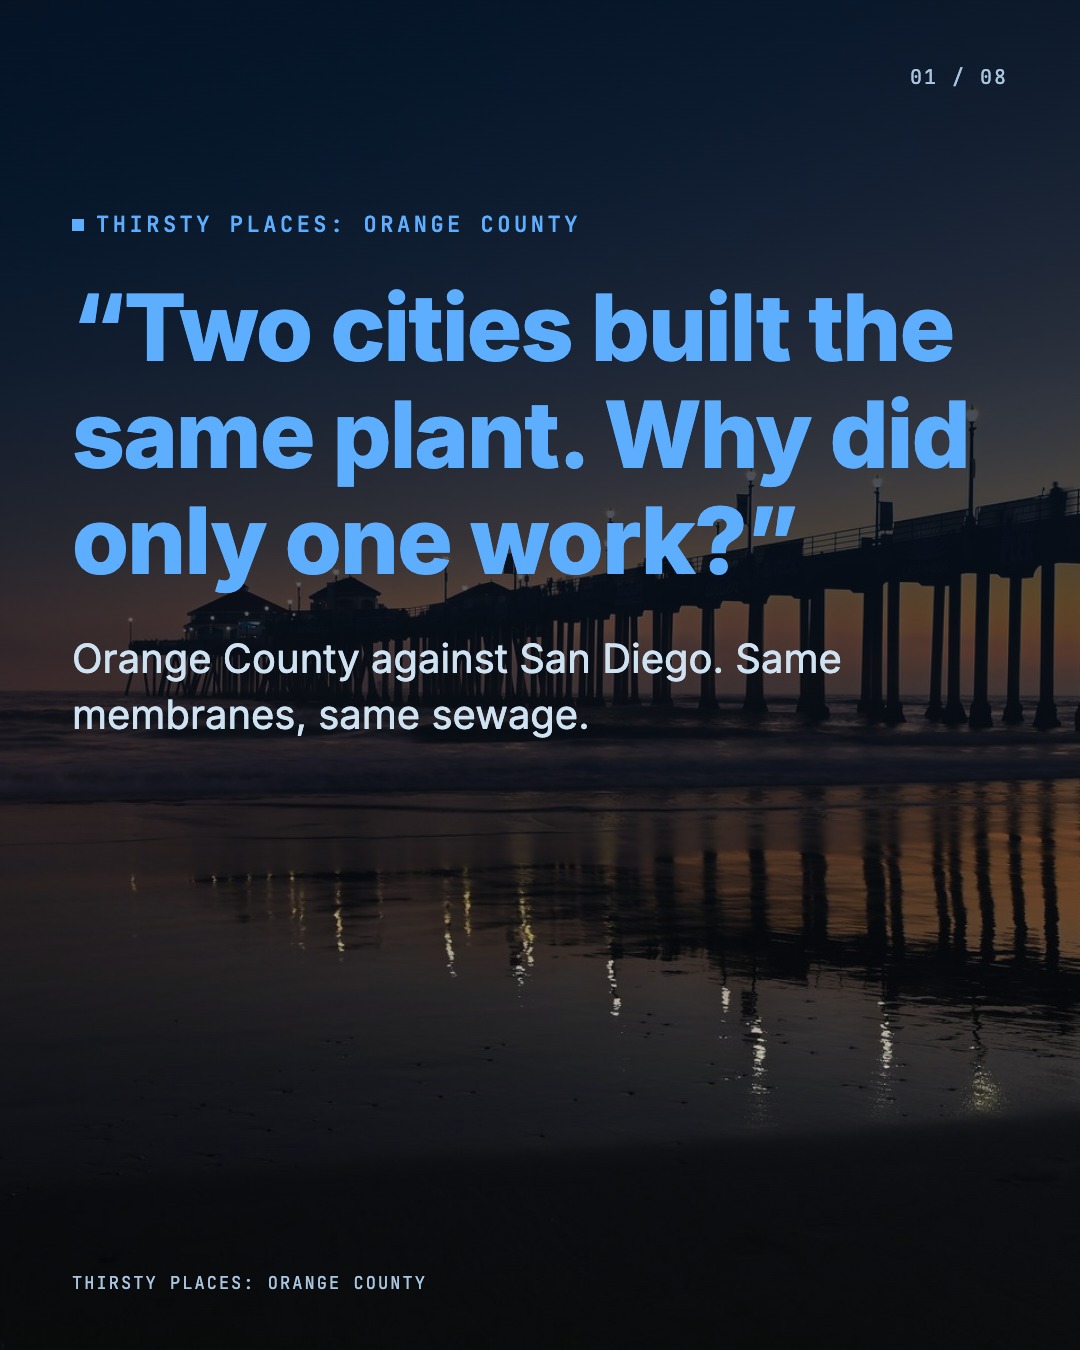 01 / 08
THIRSTY PLACES: ORANGE COUNTY
“Two cities built the
same plant. Why did
only one work?”
Orange County against San Diego. Same
membranes, same sewage.
THIRSTY PLACES: ORANGE COUNTY